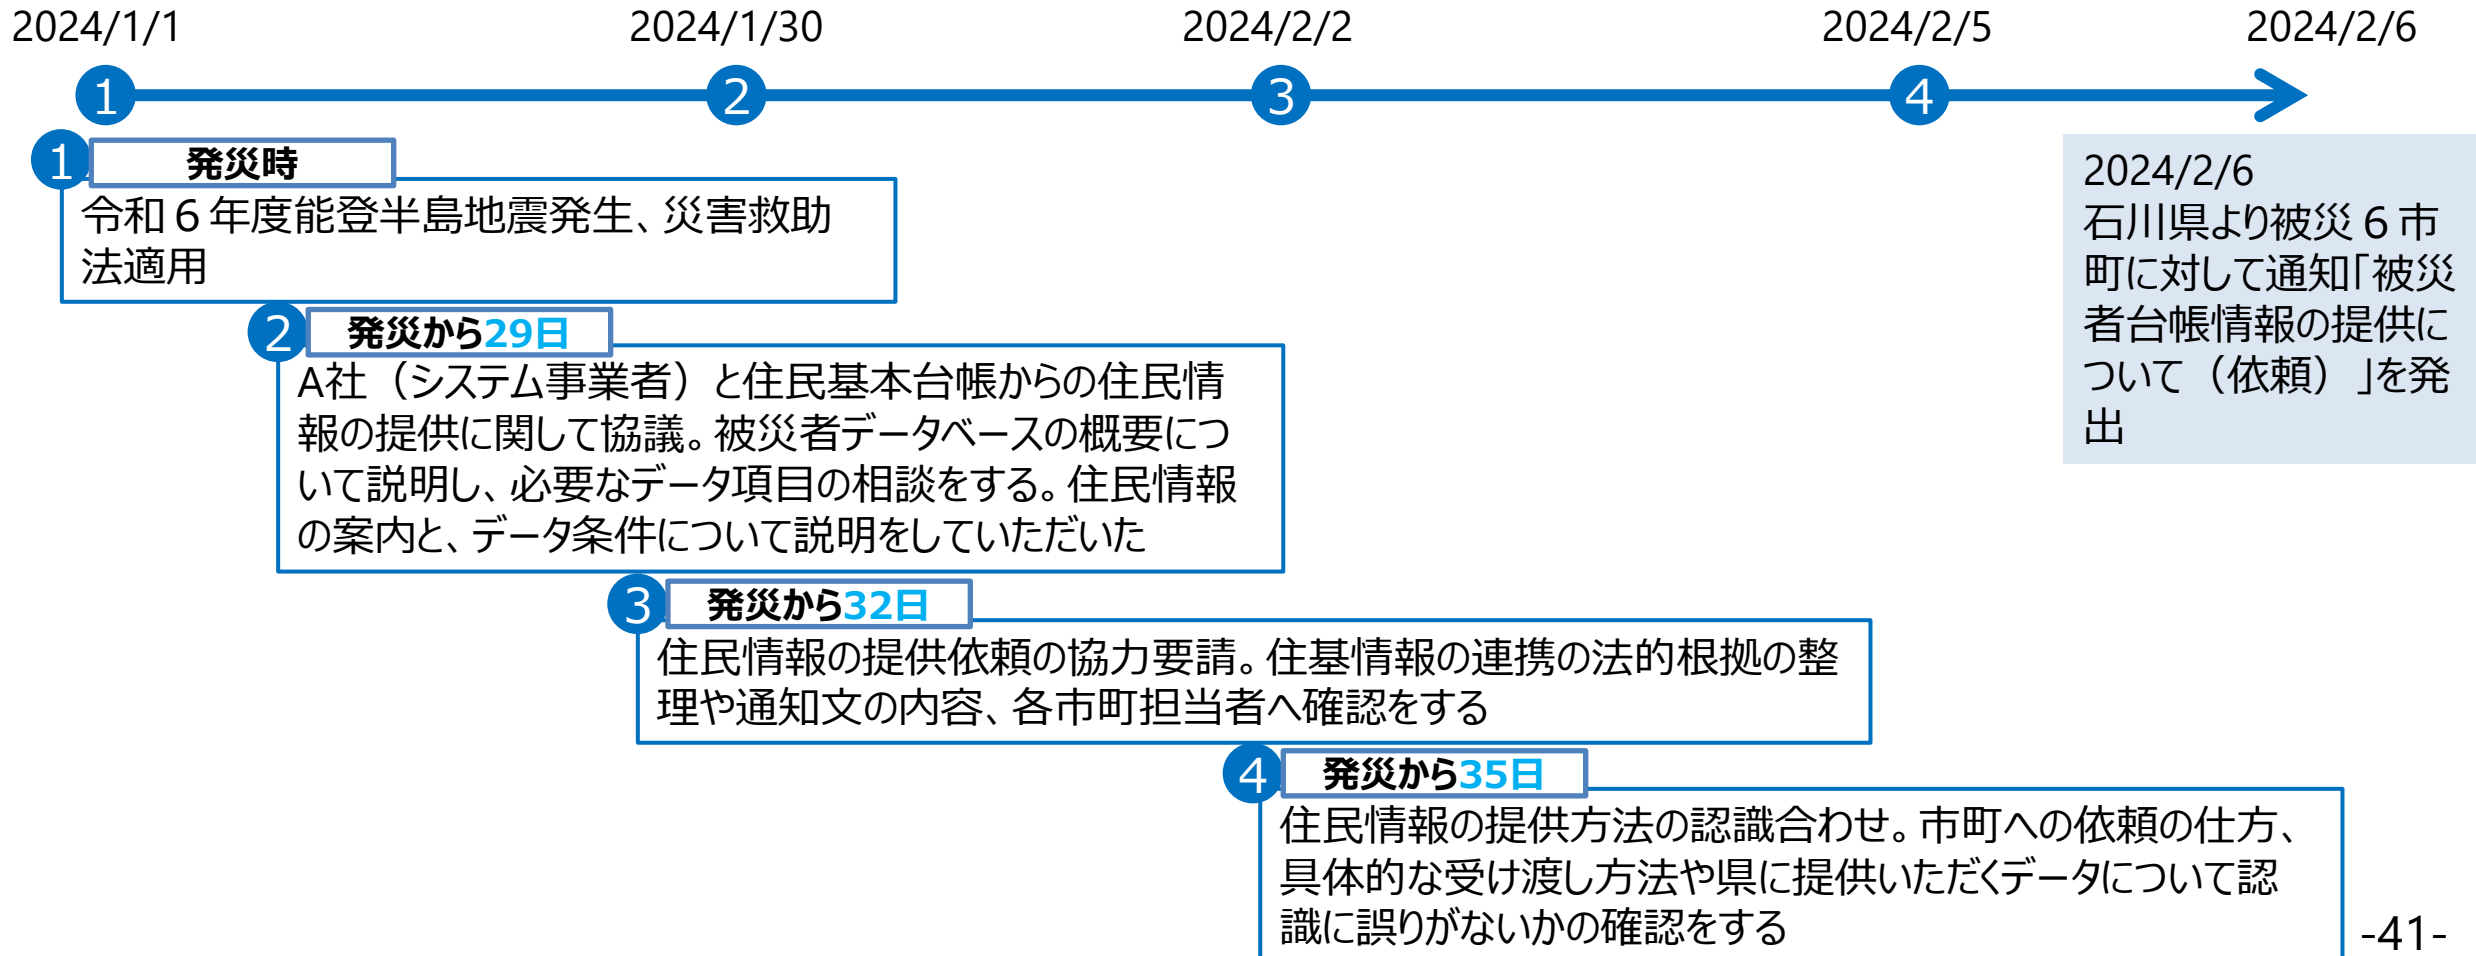 2024/1/1
2024/1/30
2024/2/2
2024/2/5
2024/2/6
1
2
3
4
1
発災時
令和６年度能登半島地震発生、災害救助
法適用
2
発災から29日
A社（システム事業者）と住民基本台帳からの住民情
報の提供に関して協議。被災者データベースの概要につ
いて説明し、必要なデータ項目の相談をする。住民情報
の案内と、データ条件について説明をしていただいた
3
発災から32日
住民情報の提供依頼の協力要請。住基情報の連携の法的根拠の整
理や通知文の内容、各市町担当者へ確認をする
4
発災から35日
住民情報の提供方法の認識合わせ。市町への依頼の仕方、
具体的な受け渡し方法や県に提供いただくデータについて認
識に誤りがないかの確認をする
2024/2/6
石川県より被災６市
町に対して通知「被災
者台帳情報の提供に
ついて（依頼）」を発
出
-41-